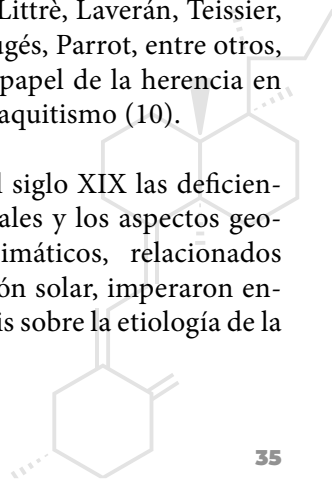 Littrè, Laverán, Teissier,
ugés, Parrot, entre otros,
papel de la herencia en
aquitismo (10).
l siglo XIX las deficien-
ales y los aspectos geo-
imáticos, relacionados
ón solar, imperaron en-
is sobre la etiología de la
35